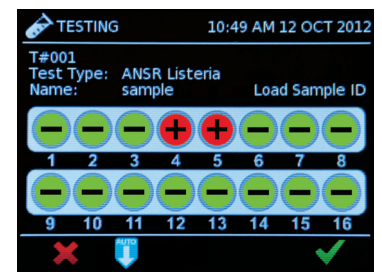 TESTING 10:49 AM 12 OCT 2012
T#001
Test Type: ANSR Listeria
Name: sample Load Sample ID
1 2 3 4 5 6 7 8
9 10 11 12 13 14 15 16
AUTO